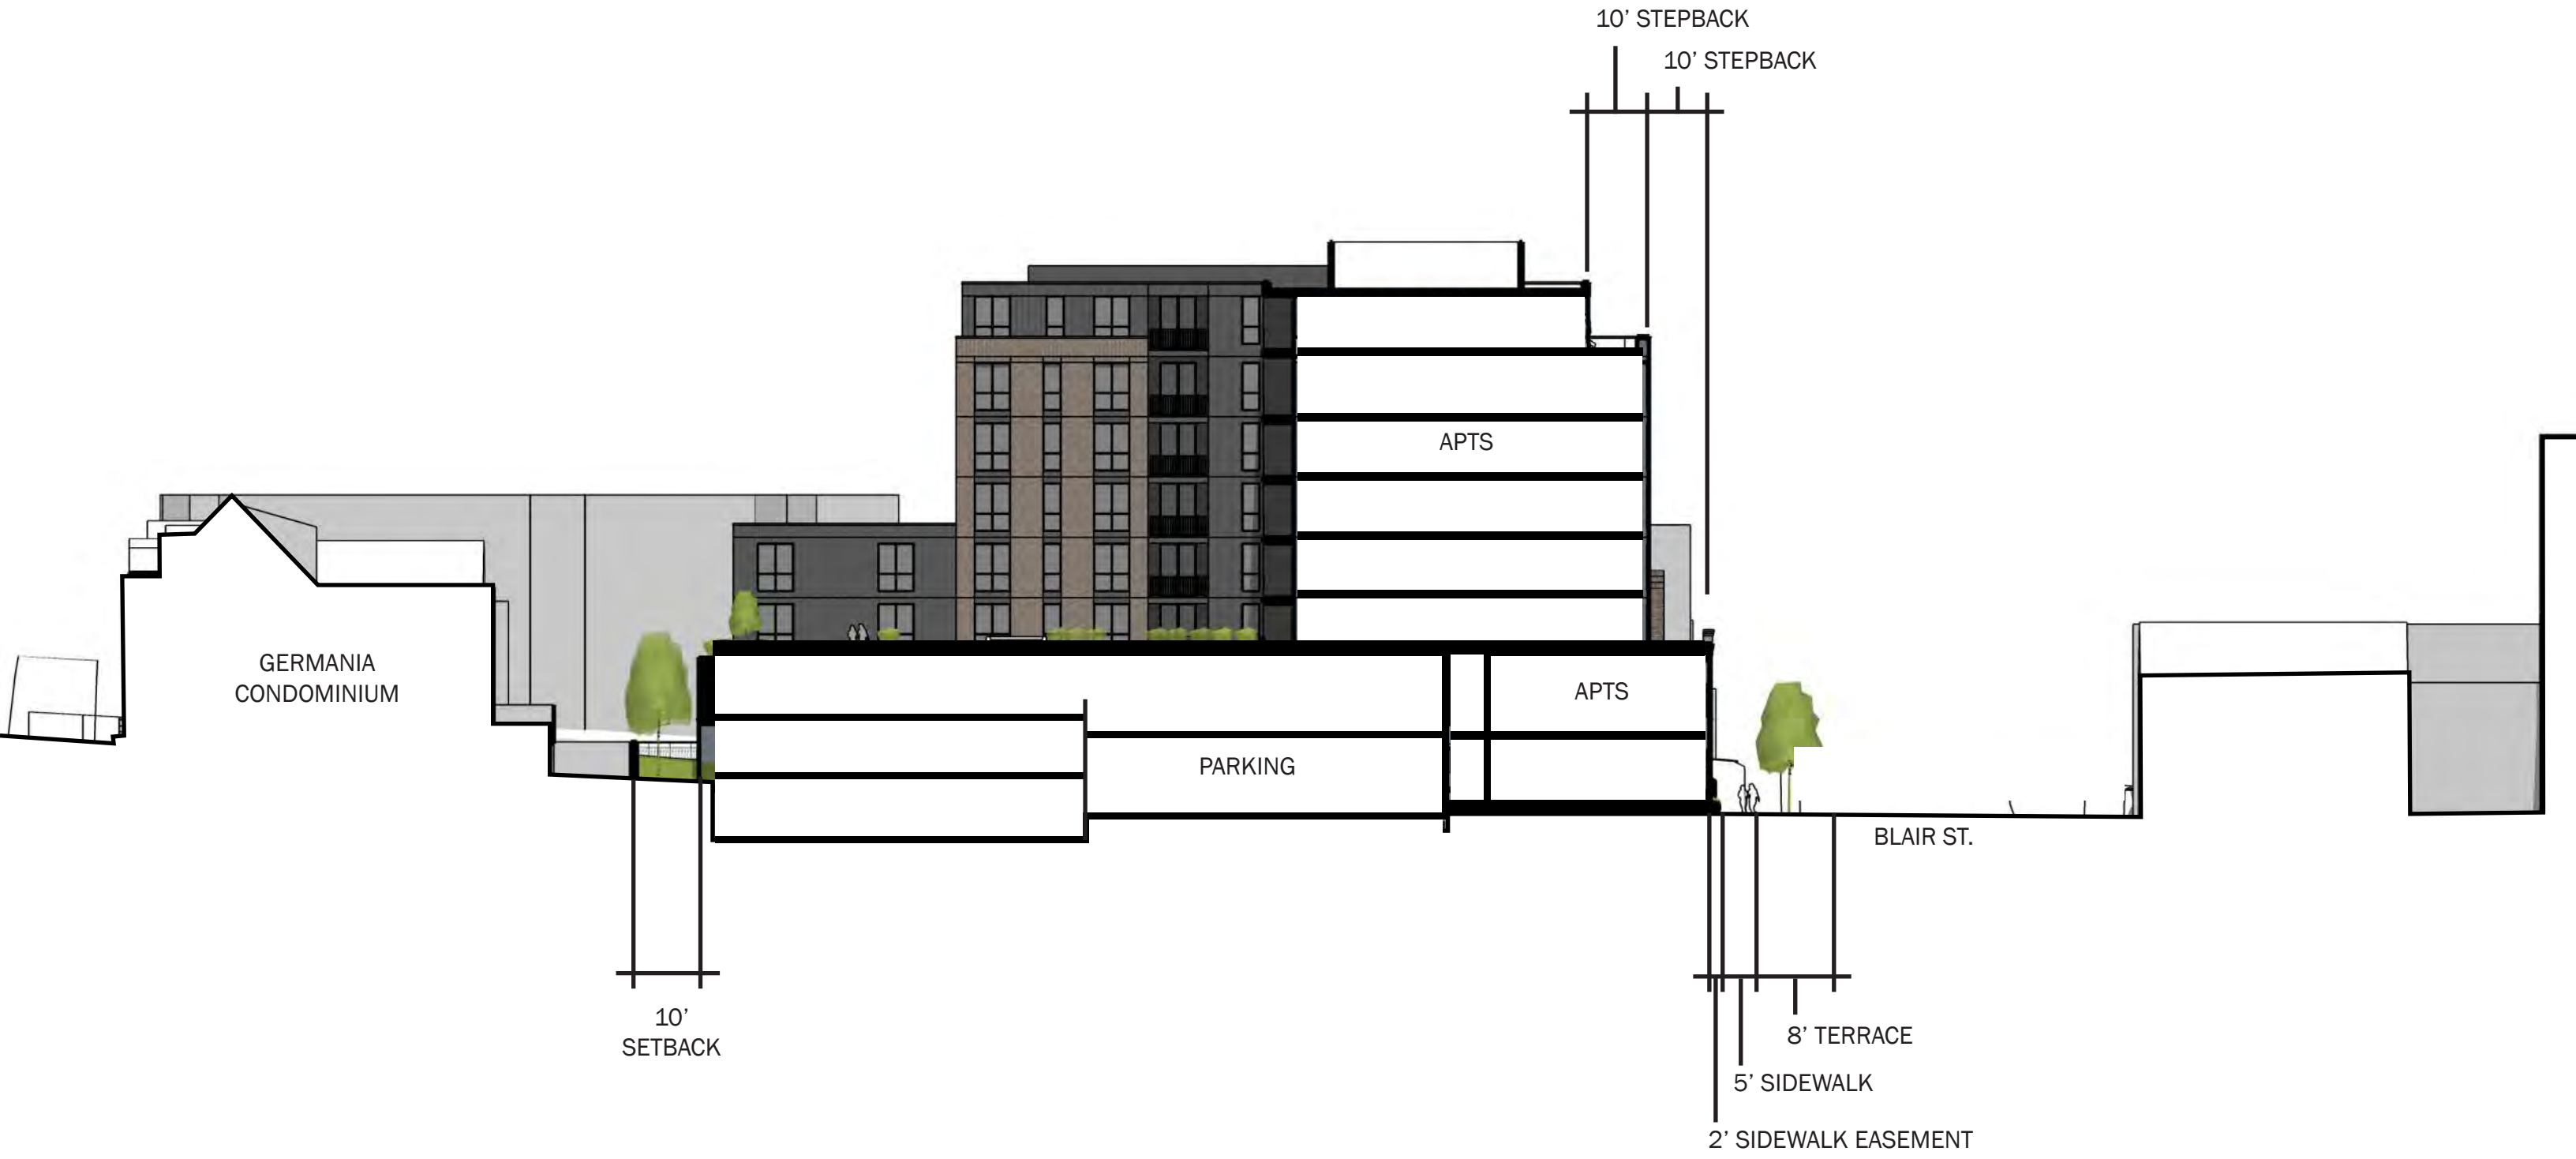 10’ STEPBACK
10’ STEPBACK
APTS
GERMANIA
CONDOMINIUM
APTS
PARKING
BLAIR ST.
10’
SETBACK
8’ TERRACE
5’ SIDEWALK
2’ SIDEWALK EASEMENT